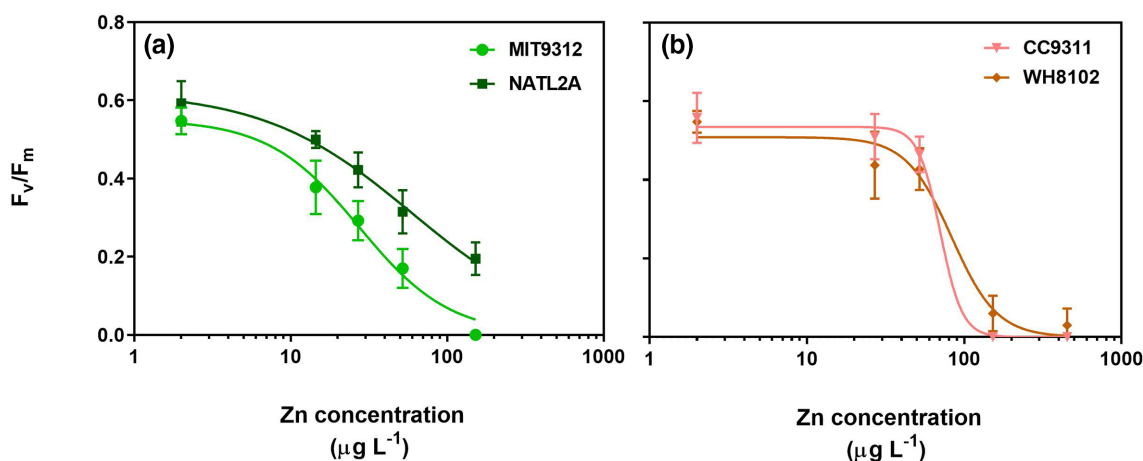 (a)
MIT9312
NATL2A
0.8
0.6
0.4
0.2
0.0
Fv/Fm
1
10
100
1000
Zn concentration
(μg L-1)
(b)
CC9311
WH8102
1
10
100
1000
Zn concentration
(μg L-1)